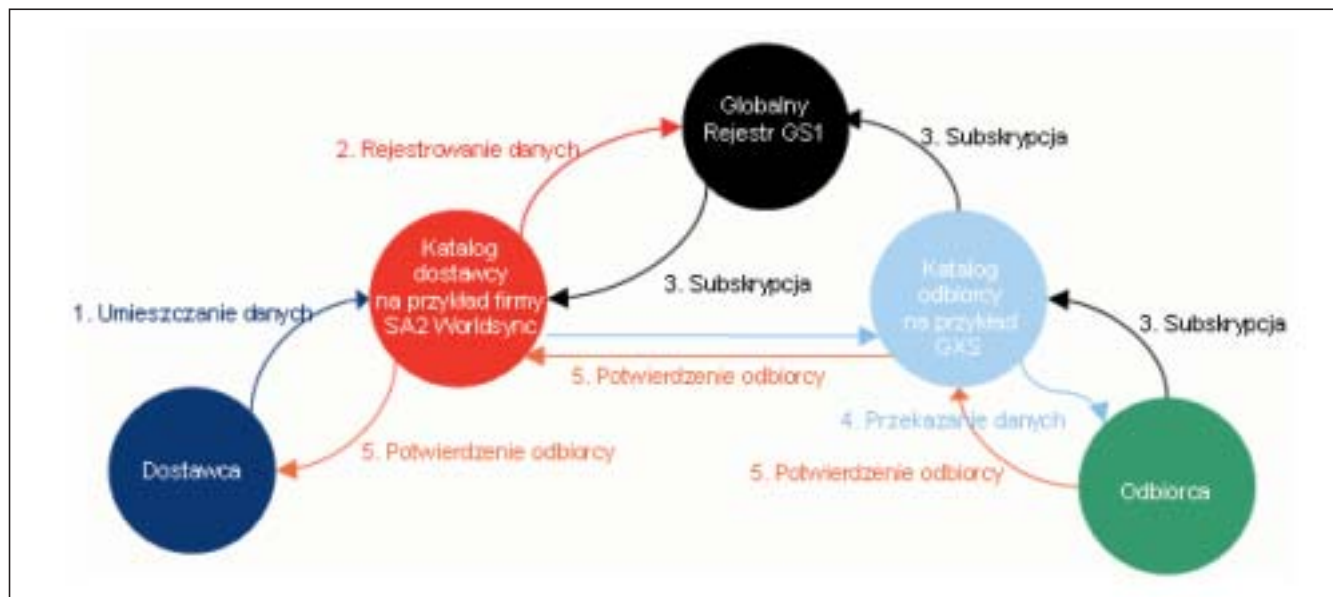 Globalny
Rejestr GS1
2. Rejestrowanie danych
3. Subskrypcja
Katalog
dostawcy
na przykład firmy
SA2 Worldsync
3. Subskrypcja
Katalog
odbiorcy
na przykład
GXS
1. Umieszczanie danych
3. Subskrypcja
5. Potwierdzenie odbiorcy
4. Przekazanie danych
5. Potwierdzenie odbiorcy
5. Potwierdzenie odbiorcy
Dostawca
Odbiorca